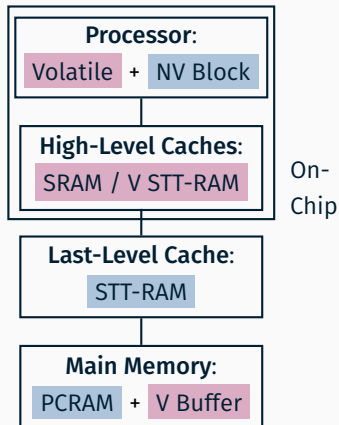 Processor:
Volatile + NV Block
High-Level Caches:
SRAM / V STT-RAM
On-
Chip
Last-Level Cache:
STT-RAM
Main Memory:
PCRAM + V Buffer